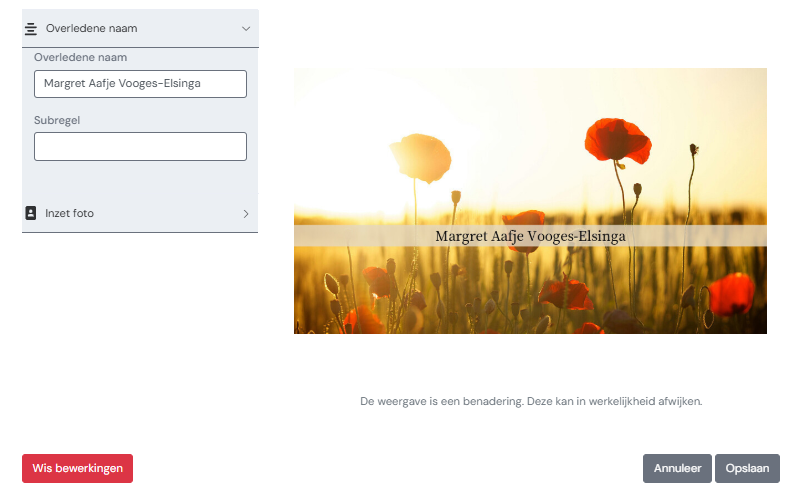 Overledene naam
Overledene naam
Margret Aafje Vooges-Elsinga
Subregel
Inzet foto
Margret Aafje Vooges-Elsinga
De weergave is een benadering. Deze kan in werkelijkheid afwijken.
Wis bewerkingen
Annuleer
Opslaan